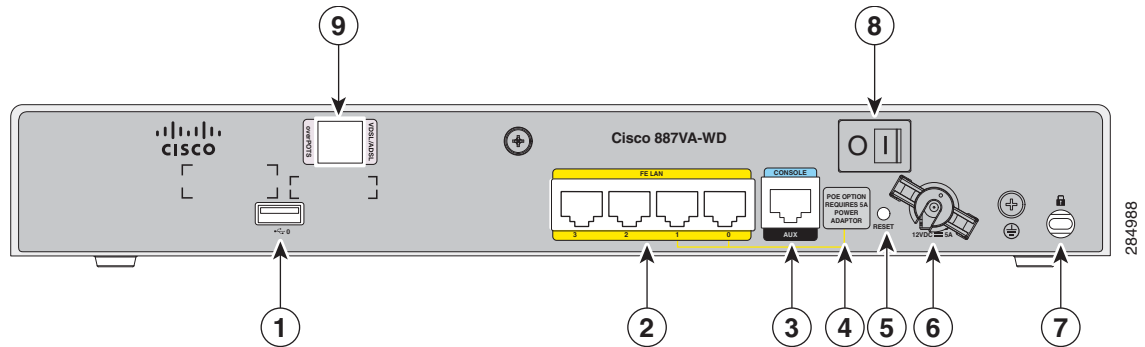 9
8
CISCO
overPOTS
VDSL/ADSL
Cisco 887VA-WD
O I
FE LAN
3 2 1 0
CONSOLE
AUX
POE OPTION
REQUIRES 5A
POWER
ADAPTOR
RESET
12VDC 5A
0
284988
1 2 3 4 5 6 7